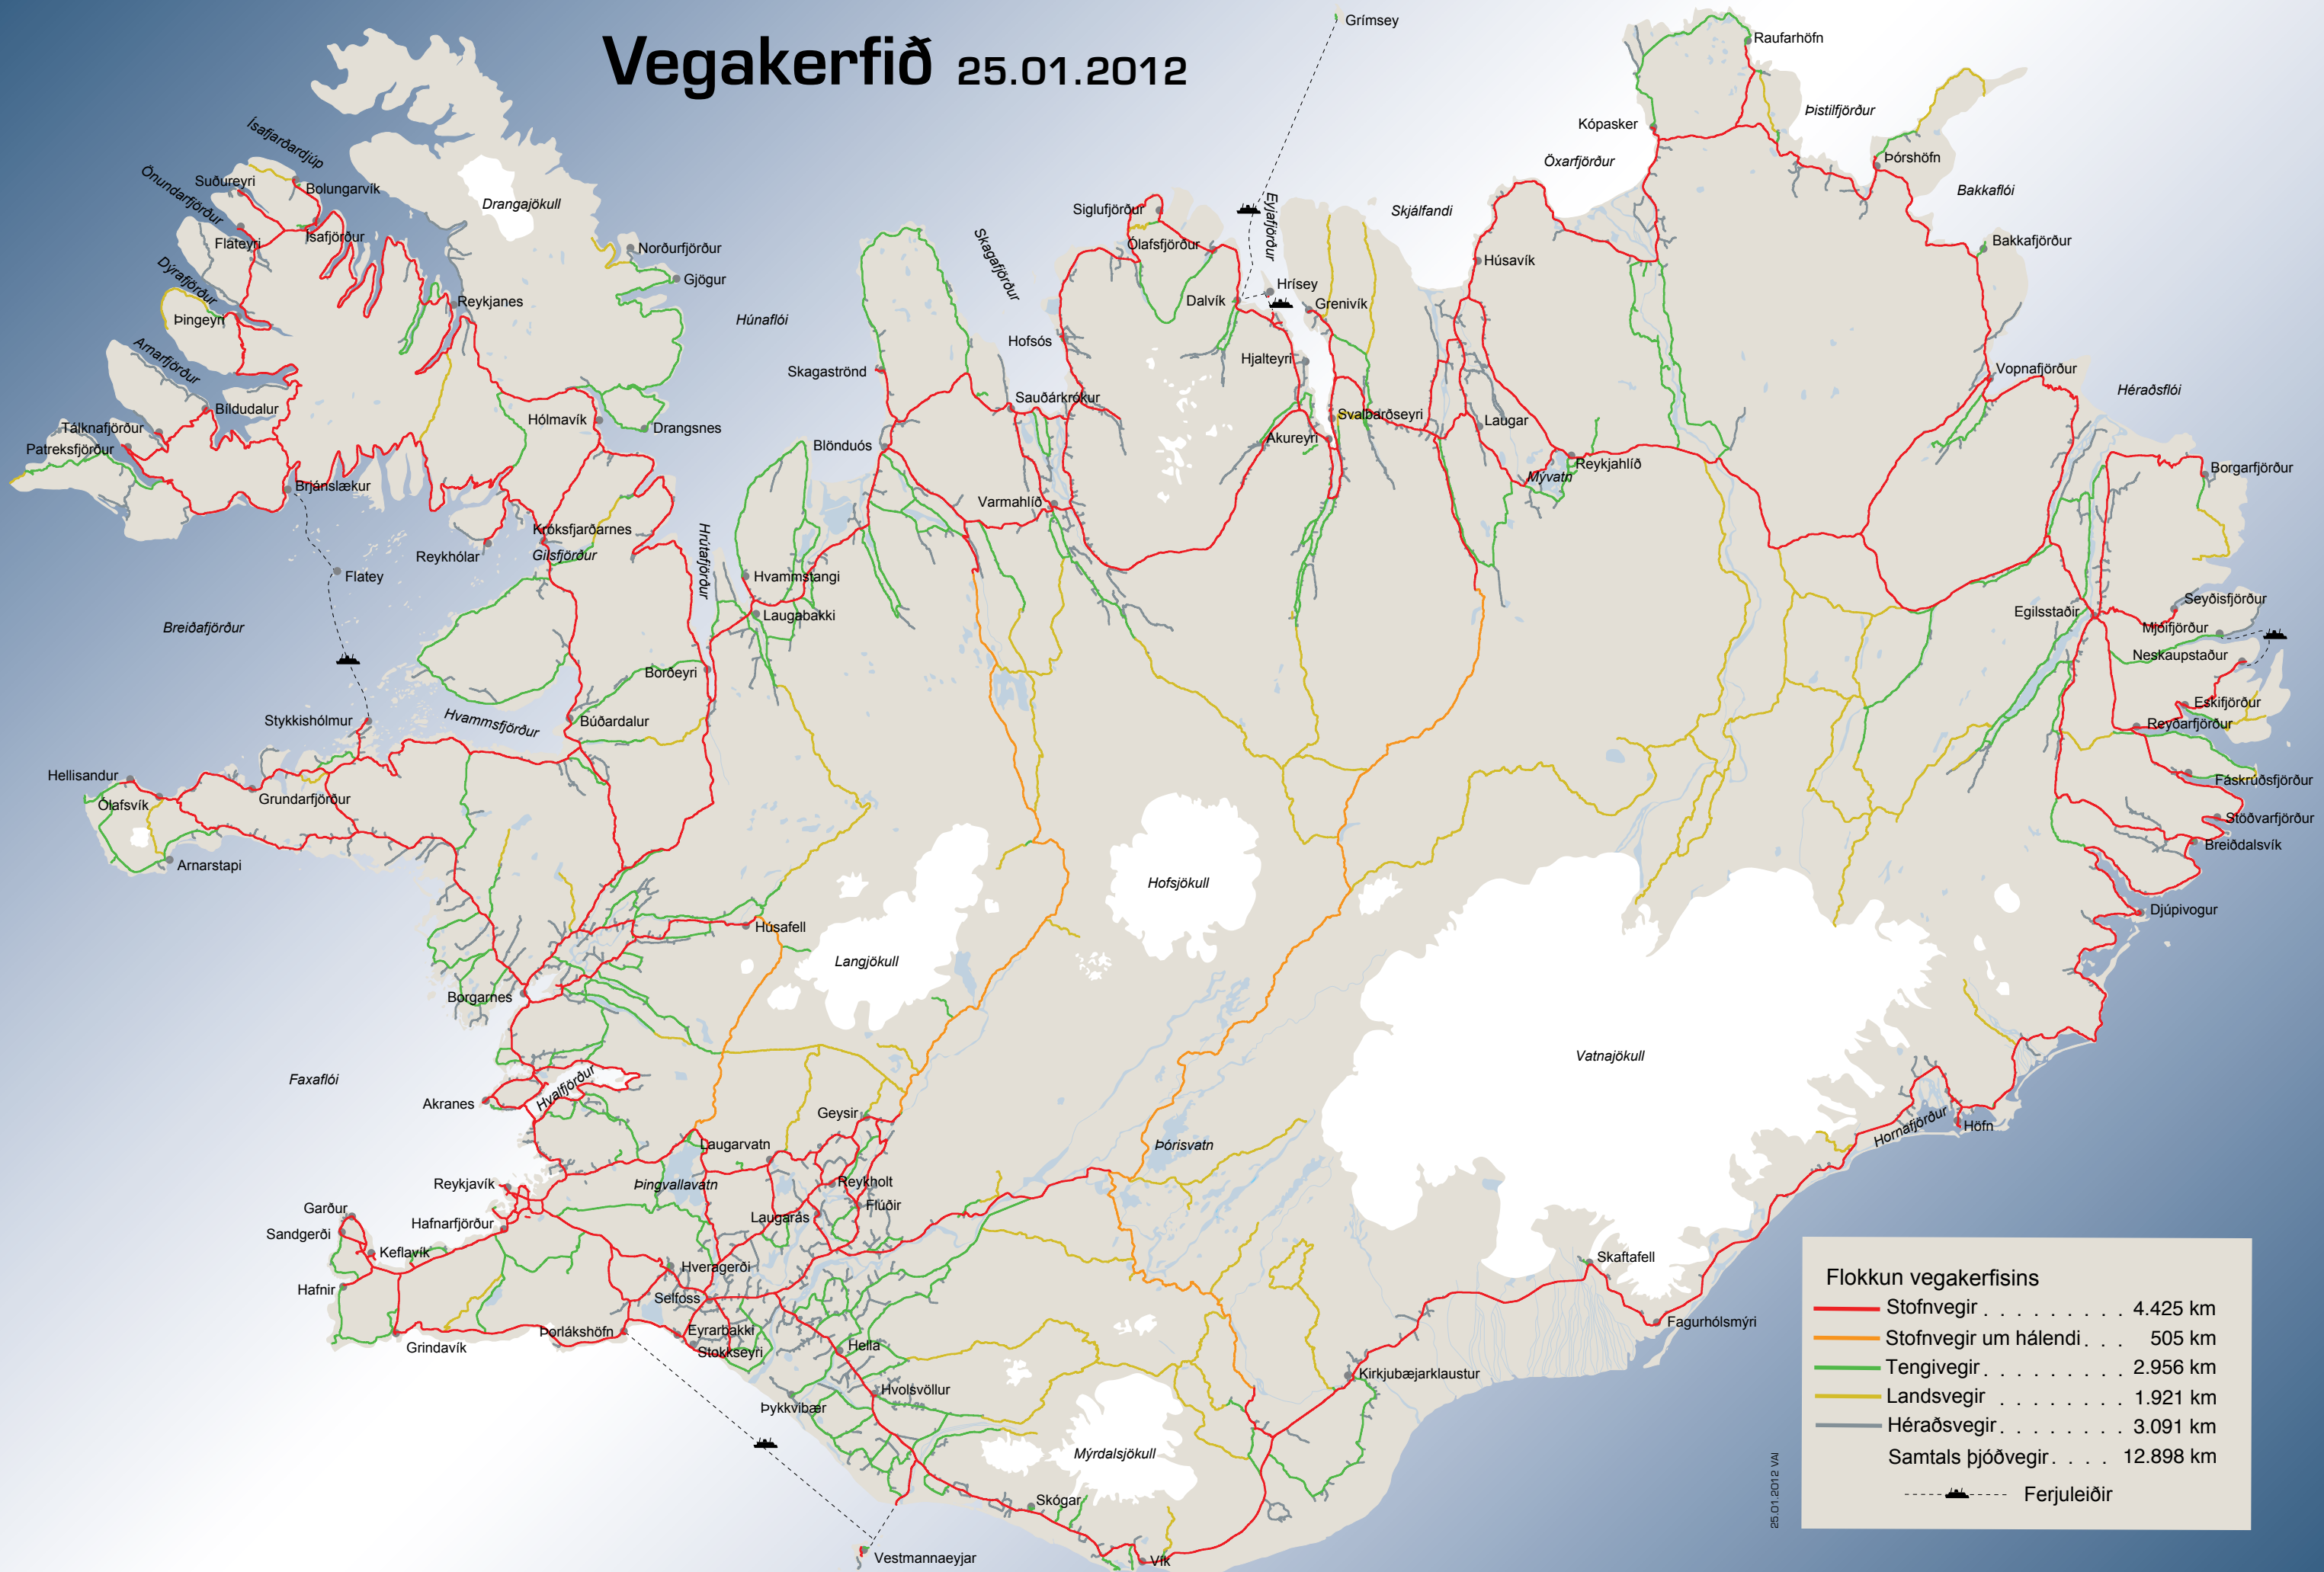 Vegakerfið 25.01.2012
Grímsey
Raufarhöfn
Þistilfjörður
Kópasker
Öxarfjörður
Þórshöfn
Bakkaflói
Bakkafjörður
Ísafjarðardjúp
Önundarfjörður
Suðureyri
Bolungarvík
Flateyri
Ísafjörður
Dýrafjörður
Þingeyri
Arnarfjörður
Bíldudalur
Tálknafjörður
Patreksfjörður
Brjánslækur
Drangajökull
Norðurfjörður
Gjögur
Reykjanes
Húnaflói
Hólmavík
Drangsnes
Króksfjarðarnes
Gilsfjörður
Reykhólar
Flatey
Breiðafjörður
Hrútafjörður
Skagafjörður
Skagaströnd
Blönduós
Hvammstangi
Laugabakki
Borðeyri
Siglufjörður
Ólafsfjörður
Eyjafjörður
Skjálfandi
Hrísey
Dalvík
Grenivík
Hofsós
Hjalteyri
Sauðárkrókur
Svalbarðseyri
Akureyri
Varmahlíð
Húsavík
Laugar
Mývatn
Reykjahlíð
Vopnafjörður
Héraðsflói
Borgarfjörður
Egilsstaðir
Seyðisfjörður
Mjóifjörður
Neskaupstaður
Eskifjörður
Reyðarfjörður
Fáskrúðsfjörður
Stöðvarfjörður
Breiðdalsvík
Djúpivogur
Stykkishólmur
Hvammsfjörður
Búðardalur
Hellisandur
Ólafsvík
Grundarfjörður
Arnarstapi
Húsafell
Langjökull
Hofsjökull
Borgarnes
Vatnajökull
Faxaflói
Akranes
Hvalfjörður
Geysir
Laugarvatn
Þórisvatn
Hornafjörður
Höfn
Reykjavík
Þingvallavatn
Reykholt
Flúðir
Laugarás
Garður
Sandgerði
Hafnarfjörður
Keflavík
Hafnir
Hveragerði
Selfoss
Grindavík
Þorlákshöfn
Eyrarbakki
Stokkseyri
Hella
Hvolsvöllur
Þykkvibær
Skaftafell
Fagurhólsmýri
Kirkjubæjarklaustur
Mýrdalsjökull
Skógar
Vestmannaeyjar
Vík
Flokkun vegakerfisins
Stofnvegir . . . . . . . . . 4.425 km
Stofnvegir um hálendi . . . 505 km
Tengivegir . . . . . . . . . 2.956 km
Landsvegir . . . . . . . . 1.921 km
Héraðsvegir . . . . . . . . 3.091 km
Samtals þjóðvegir . . . . 12.898 km
Ferjuleiðir
25.01.2012 VAI